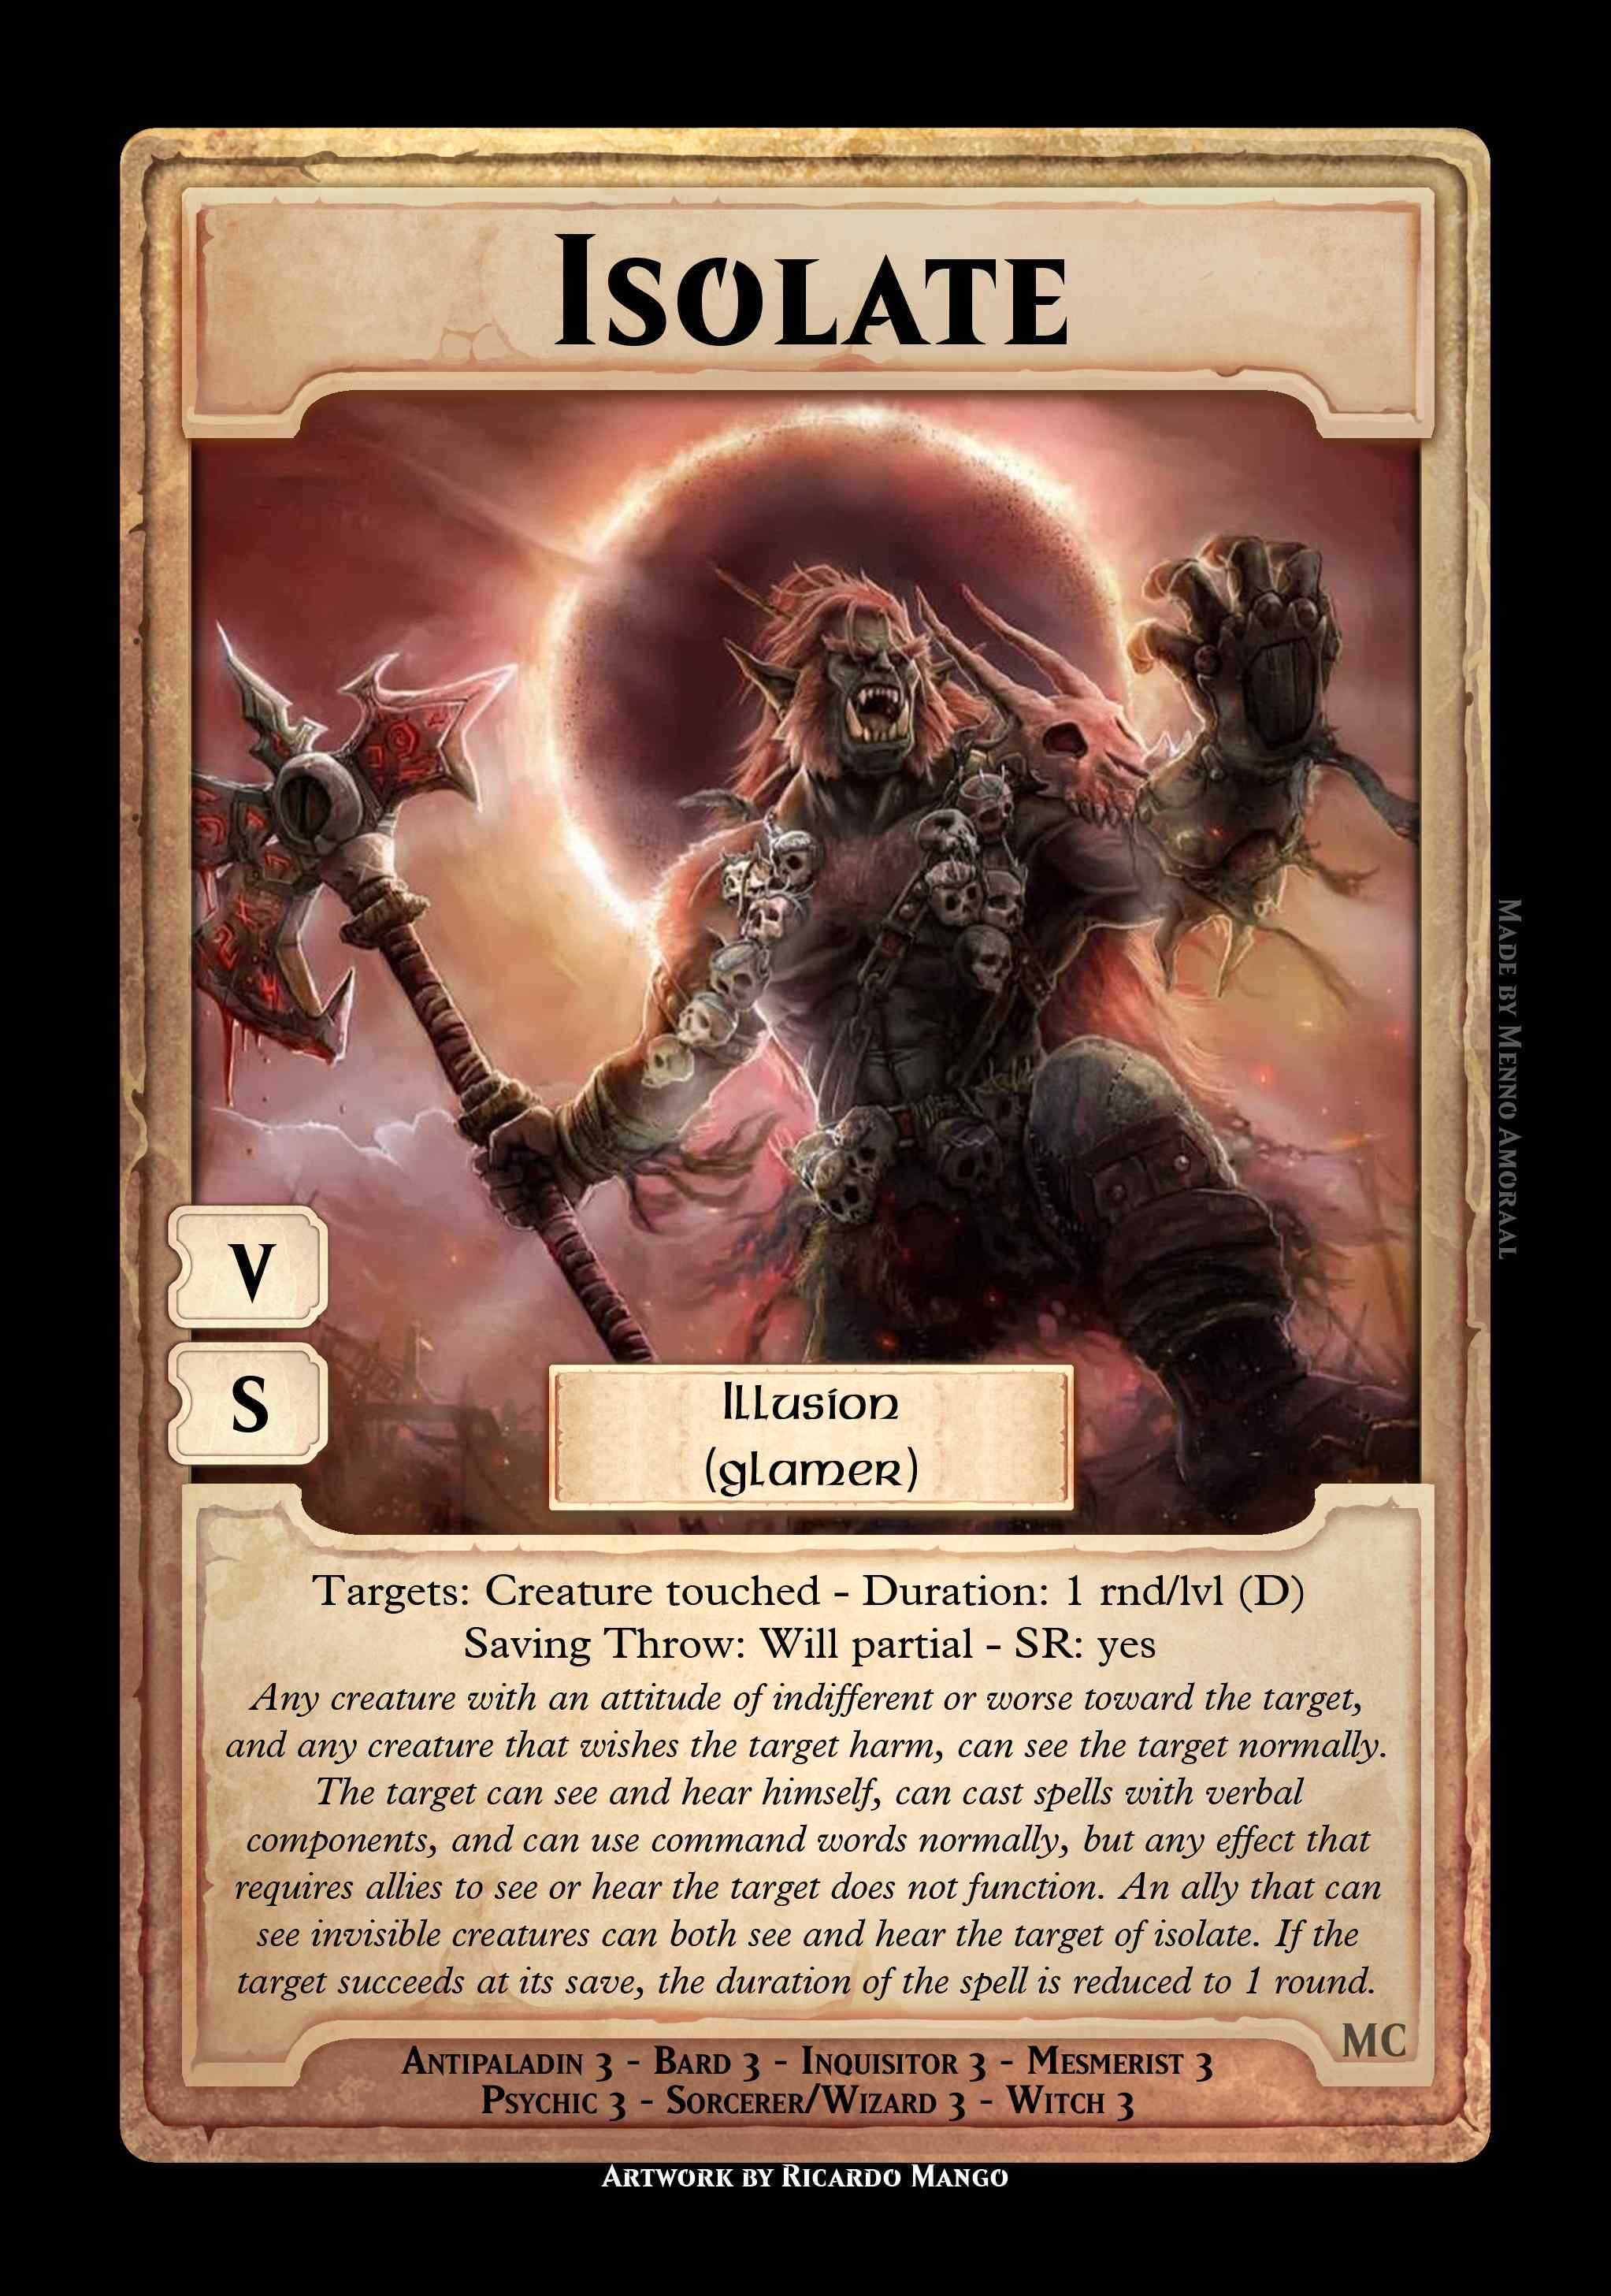 Isolate
V
S
Illusion
(glamer)
Targets: Creature touched - Duration: 1 rnd/lvl (D)
Saving Throw: Will partial - SR: yes
Any creature with an attitude of indifferent or worse toward the target,
and any creature that wishes the target harm, can see the target normally.
The target can see and hear himself, can cast spells with verbal
components, and can use command words normally, but any effect that
requires allies to see or hear the target does not function. An ally that can
see invisible creatures can both see and hear the target of isolate. If the
target succeeds at its save, the duration of the spell is reduced to 1 round.
MC
Antipaladin 3 - Bard 3 - Inquisitor 3 - Mesmerist 3
Psychic 3 - Sorcerer/Wizard 3 - Witch 3
Artwork by Ricardo Mango
Made by Menno Amoraal